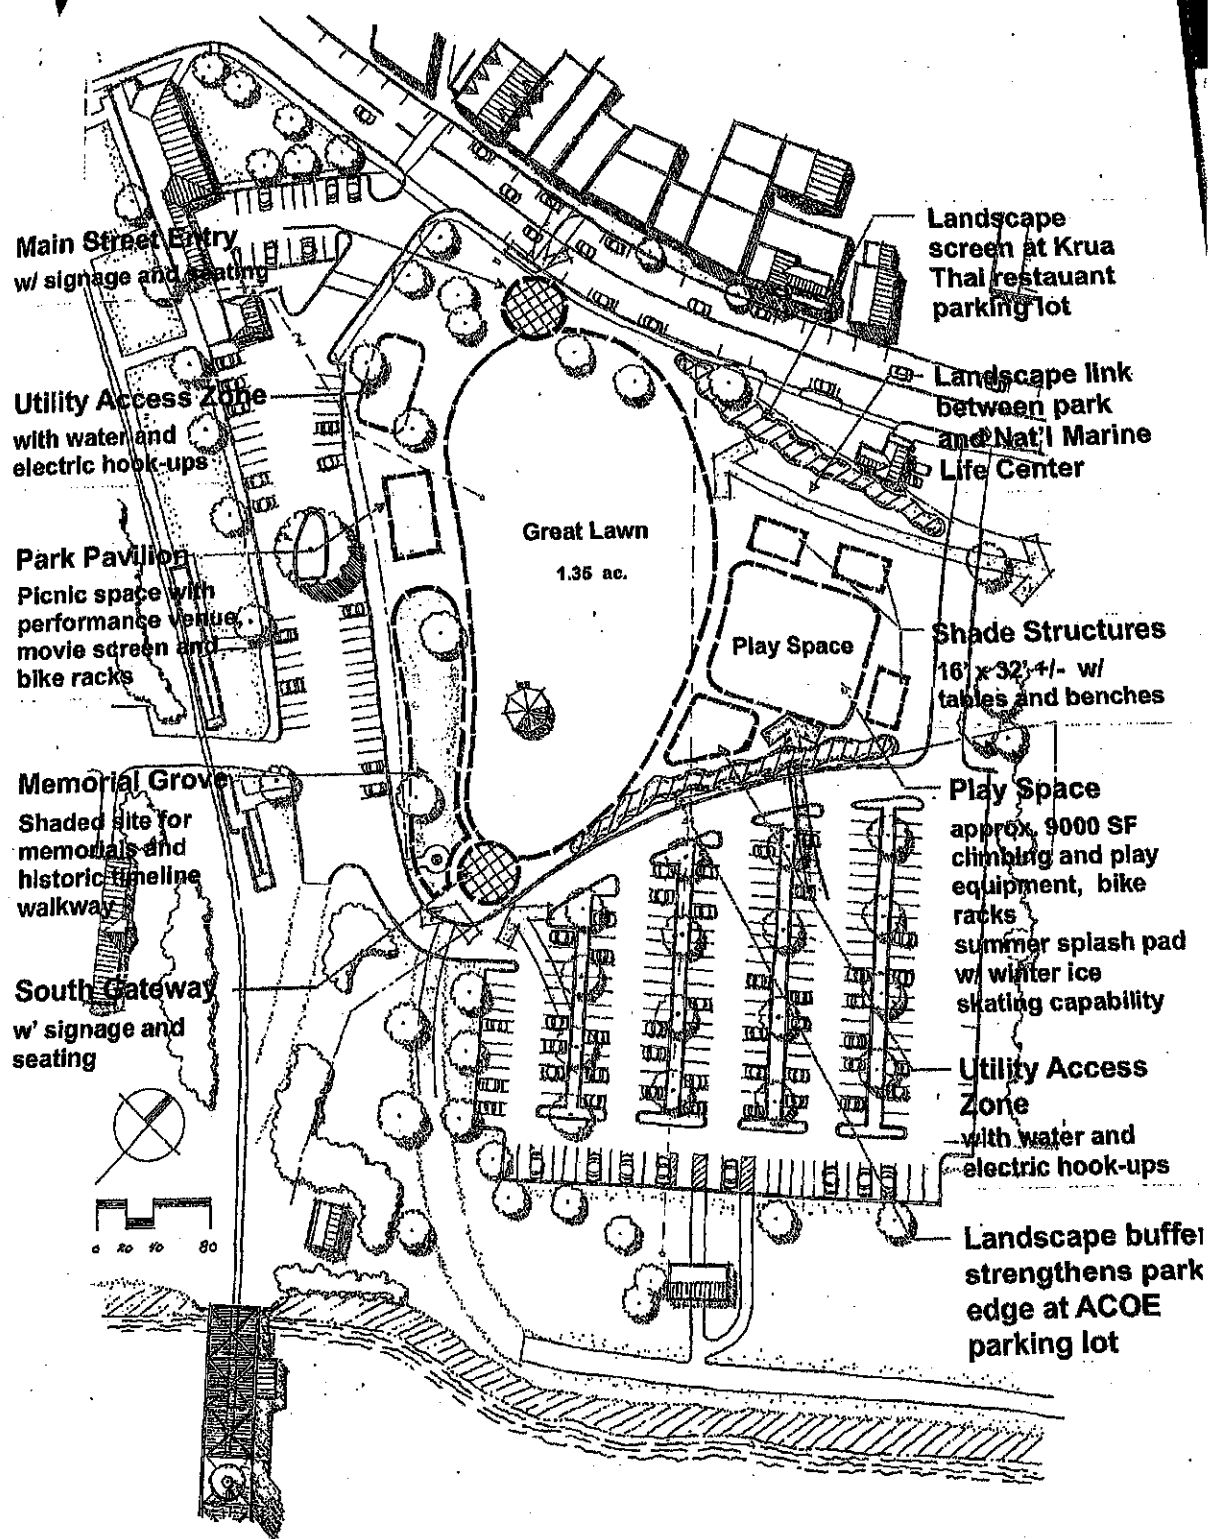 Main Street Entry
w/ signage and seating
Utility Access Zone
with water and
electric hook-ups
Park Pavilion
Picnic space with
performance venue,
movie screen and
bike racks
Memorial Grove
Shaded site for
memorials and
historic timeline
walkway
South Gateway
w' signage and
seating
0 20 40 80
Great Lawn
1.35 ac.
Play Space
Landscape
screen at Krua
Thai restauant
parking lot
Landscape link
between park
and Nat'l Marine
Life Center
Shade Structures
16' x 32' +/- w/
tables and benches
Play Space
approx. 9000 SF
climbing and play
equipment, bike
racks
summer splash pad
w/ winter ice
skating capability
Utility Access
Zone
with water and
electric hook-ups
Landscape buffer
strengthens park
edge at ACOE
parking lot